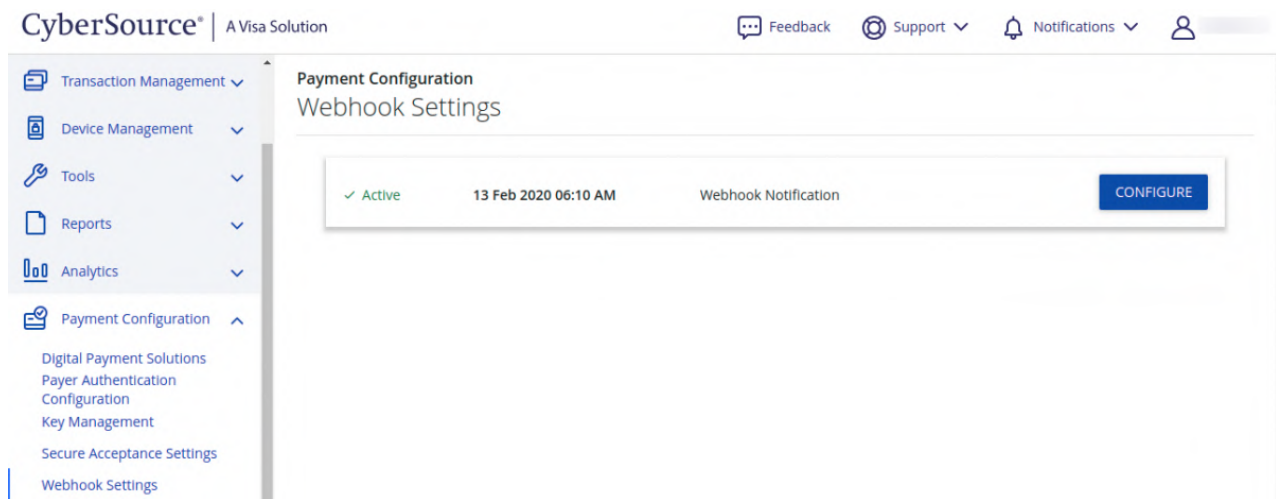 CyberSource® | A Visa Solution
Feedback
Support
Notifications
Transaction Management
Device Management
Tools
Reports
Analytics
Payment Configuration
Digital Payment Solutions
Payer Authentication
Configuration
Key Management
Secure Acceptance Settings
Webhook Settings
Payment Configuration
Webhook Settings
Active 13 Feb 2020 06:10 AM Webhook Notification CONFIGURE